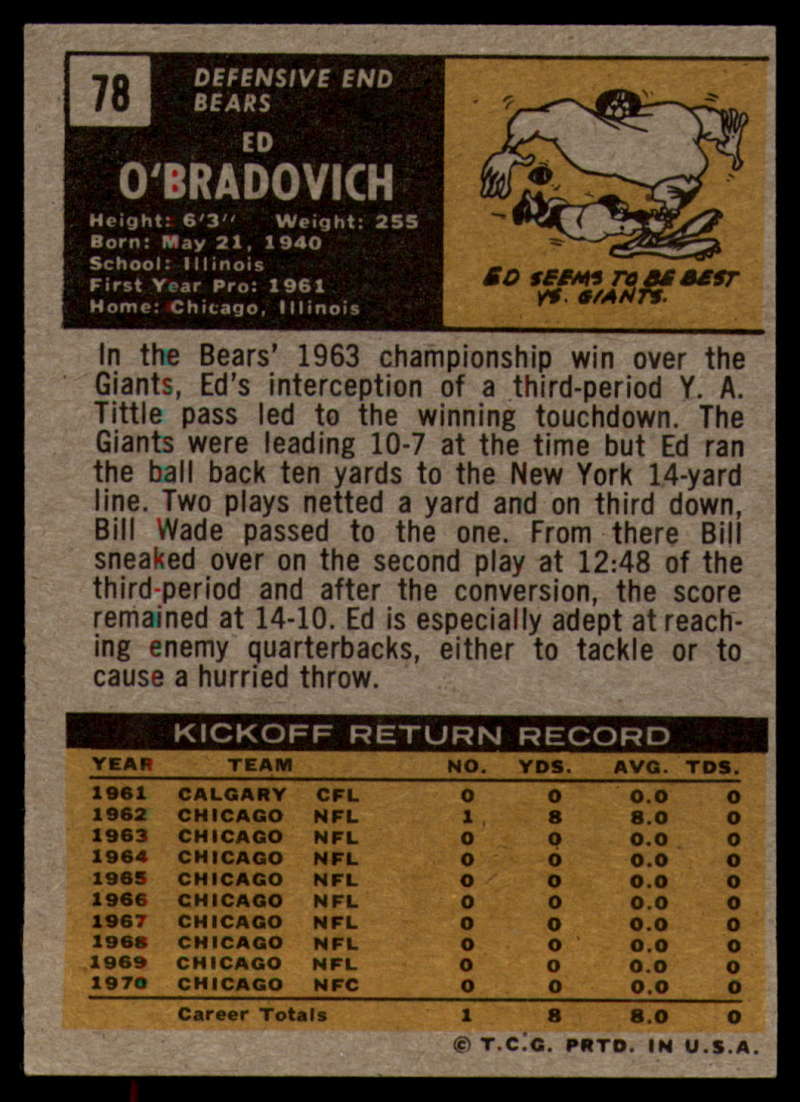 78
DEFENSIVE END
BEARS
ED
O'BRADOVICH
Height: 6'3" Weight: 255
Born: May 21, 1940
School: Illinois
First Year Pro: 1961
Home: Chicago, Illinois
ED SEEMS TO BE BEST
VS. GIANTS.
In the Bears' 1963 championship win over the
Giants, Ed's interception of a third-period Y. A.
Tittle pass led to the winning touchdown. The
Giants were leading 10-7 at the time but Ed ran
the ball back ten yards to the New York 14-yard
line. Two plays netted a yard and on third down,
Bill Wade passed to the one. From there Bill
sneaked over on the second play at 12:48 of the
third-period and after the conversion, the score
remained at 14-10. Ed is especially adept at reach-
ing enemy quarterbacks, either to tackle or to
cause a hurried throw.
KICKOFF RETURN RECORD
YEAR TEAM NO. YDS. AVG. TDS.
1961 CALGARY CFL 0 0 0.0 0
1962 CHICAGO NFL 1 8 8.0 0
1963 CHICAGO NFL 0 0 0.0 0
1964 CHICAGO NFL 0 0 0.0 0
1965 CHICAGO NFL 0 0 0.0 0
1966 CHICAGO NFL 0 0 0.0 0
1967 CHICAGO NFL 0 0 0.0 0
1968 CHICAGO NFL 0 0 0.0 0
1969 CHICAGO NFL 0 0 0.0 0
1970 CHICAGO NFC 0 0 0.0 0
Career Totals 1 8 8.0 0
© T.C.G. PRTD. IN U.S.A.